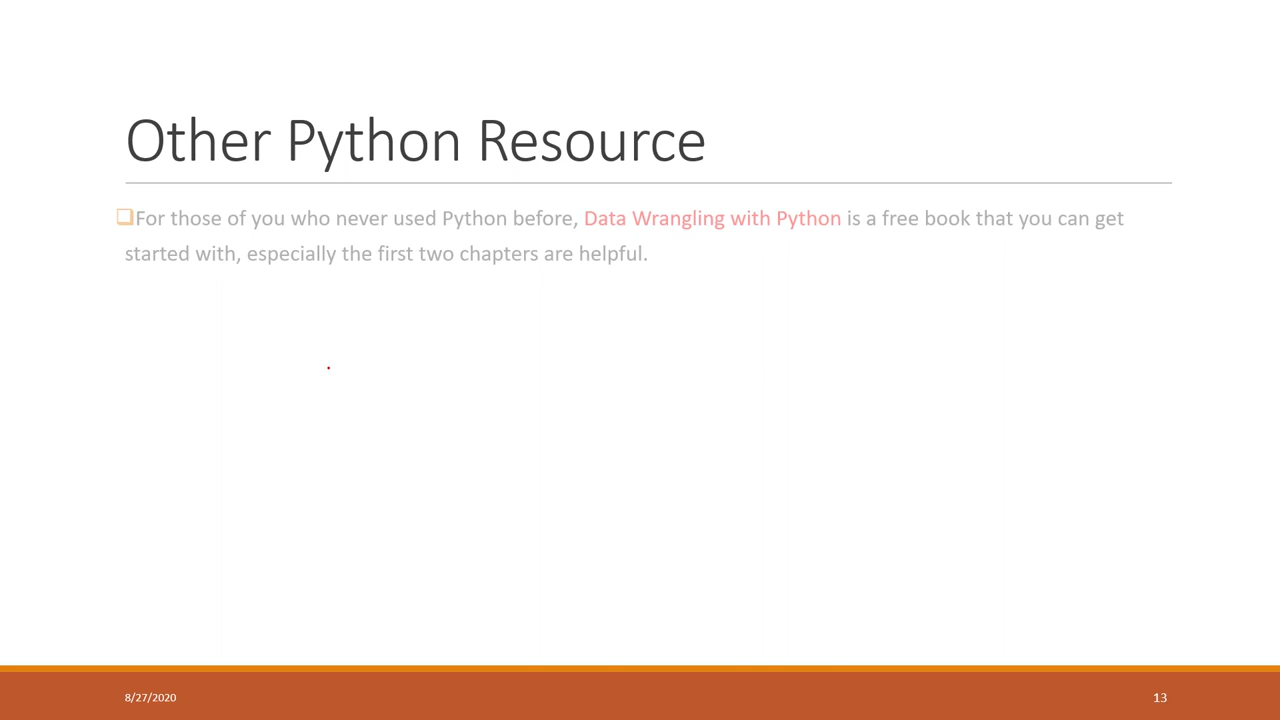 Other Python Resource
❑For those of you who never used Python before, Data Wrangling with Python is a free book that you can get
started with, especially the first two chapters are helpful.
8/27/2020
13